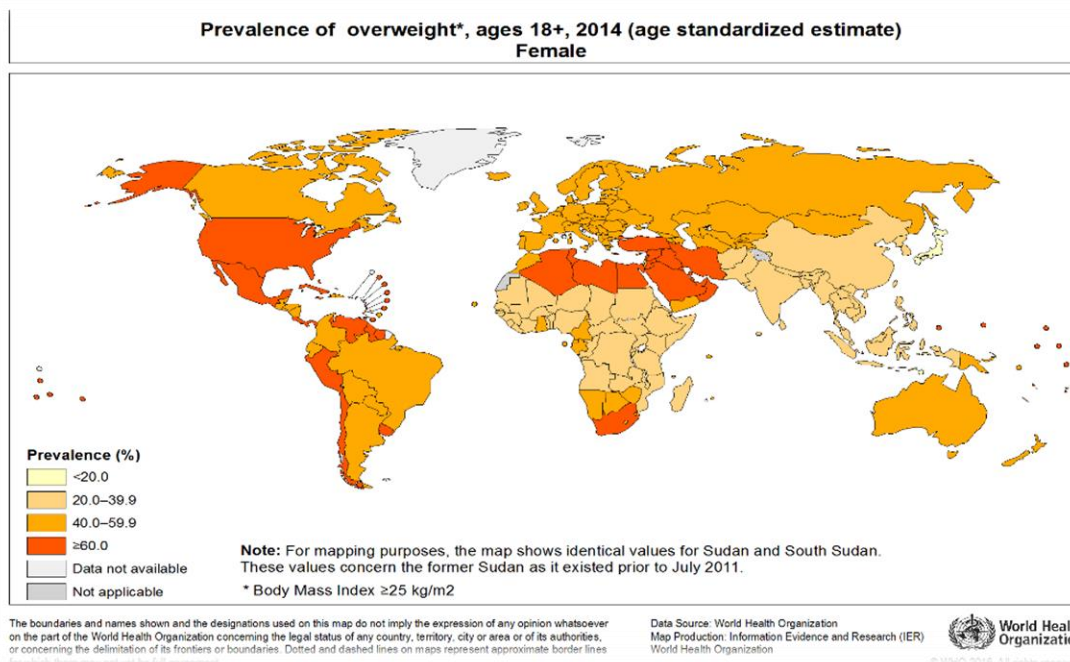 Prevalence of overweight*, ages 18+, 2014 (age standardized estimate)
Female
Prevalence (%)
<20.0
20.0–39.9
40.0–59.9
≥60.0
Data not available
Not applicable
Note: For mapping purposes, the map shows identical values for Sudan and South Sudan.
These values concern the former Sudan as it existed prior to July 2011.
* Body Mass Index ≥25 kg/m2
The boundaries and names shown and the designations used on this map do not imply the expression of any opinion whatsoever
on the part of the World Health Organization concerning the legal status of any country, territory, city or area or of its authorities,
or concerning the delimitation of its frontiers or boundaries. Dotted and dashed lines on maps represent approximate border lines
Data Source: World Health Organization
Map Production: Information Evidence and Research (IER)
World Health Organization
World Heal
Organizatio